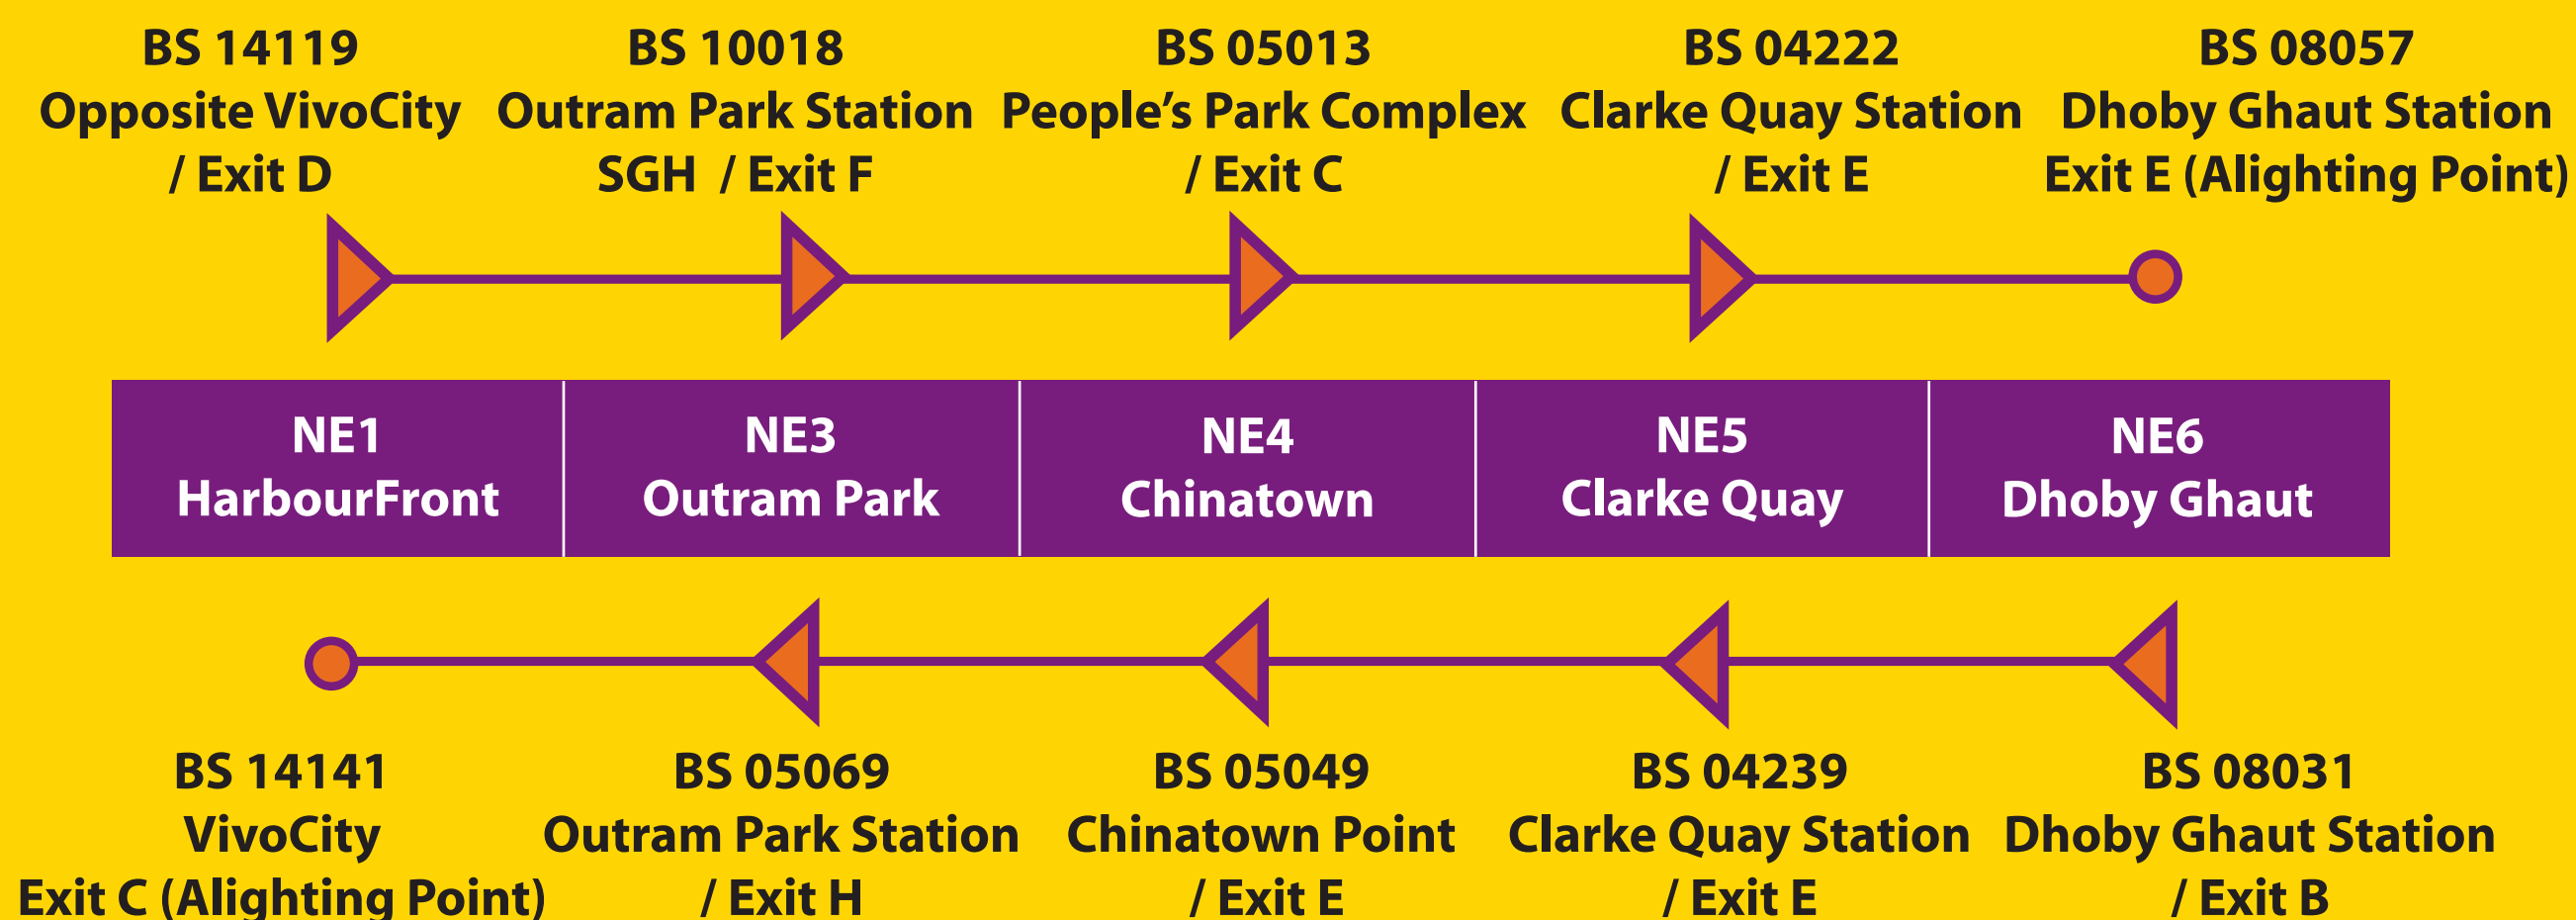 BS 14119
Opposite VivoCity
/ Exit D
BS 10018
Outram Park Station
SGH / Exit F
BS 05013
People's Park Complex
/ Exit C
BS 04222
Clarke Quay Station
/ Exit E
BS 08057
Dhoby Ghaut Station
Exit E (Alighting Point)
NE1
HarbourFront
NE3
Outram Park
NE4
Chinatown
NE5
Clarke Quay
NE6
Dhoby Ghaut
BS 14141
VivoCity
Exit C (Alighting Point)
BS 05069
Outram Park Station
/ Exit H
BS 05049
Chinatown Point
/ Exit E
BS 04239
Clarke Quay Station
/ Exit E
BS 08031
Dhoby Ghaut Station
/ Exit B